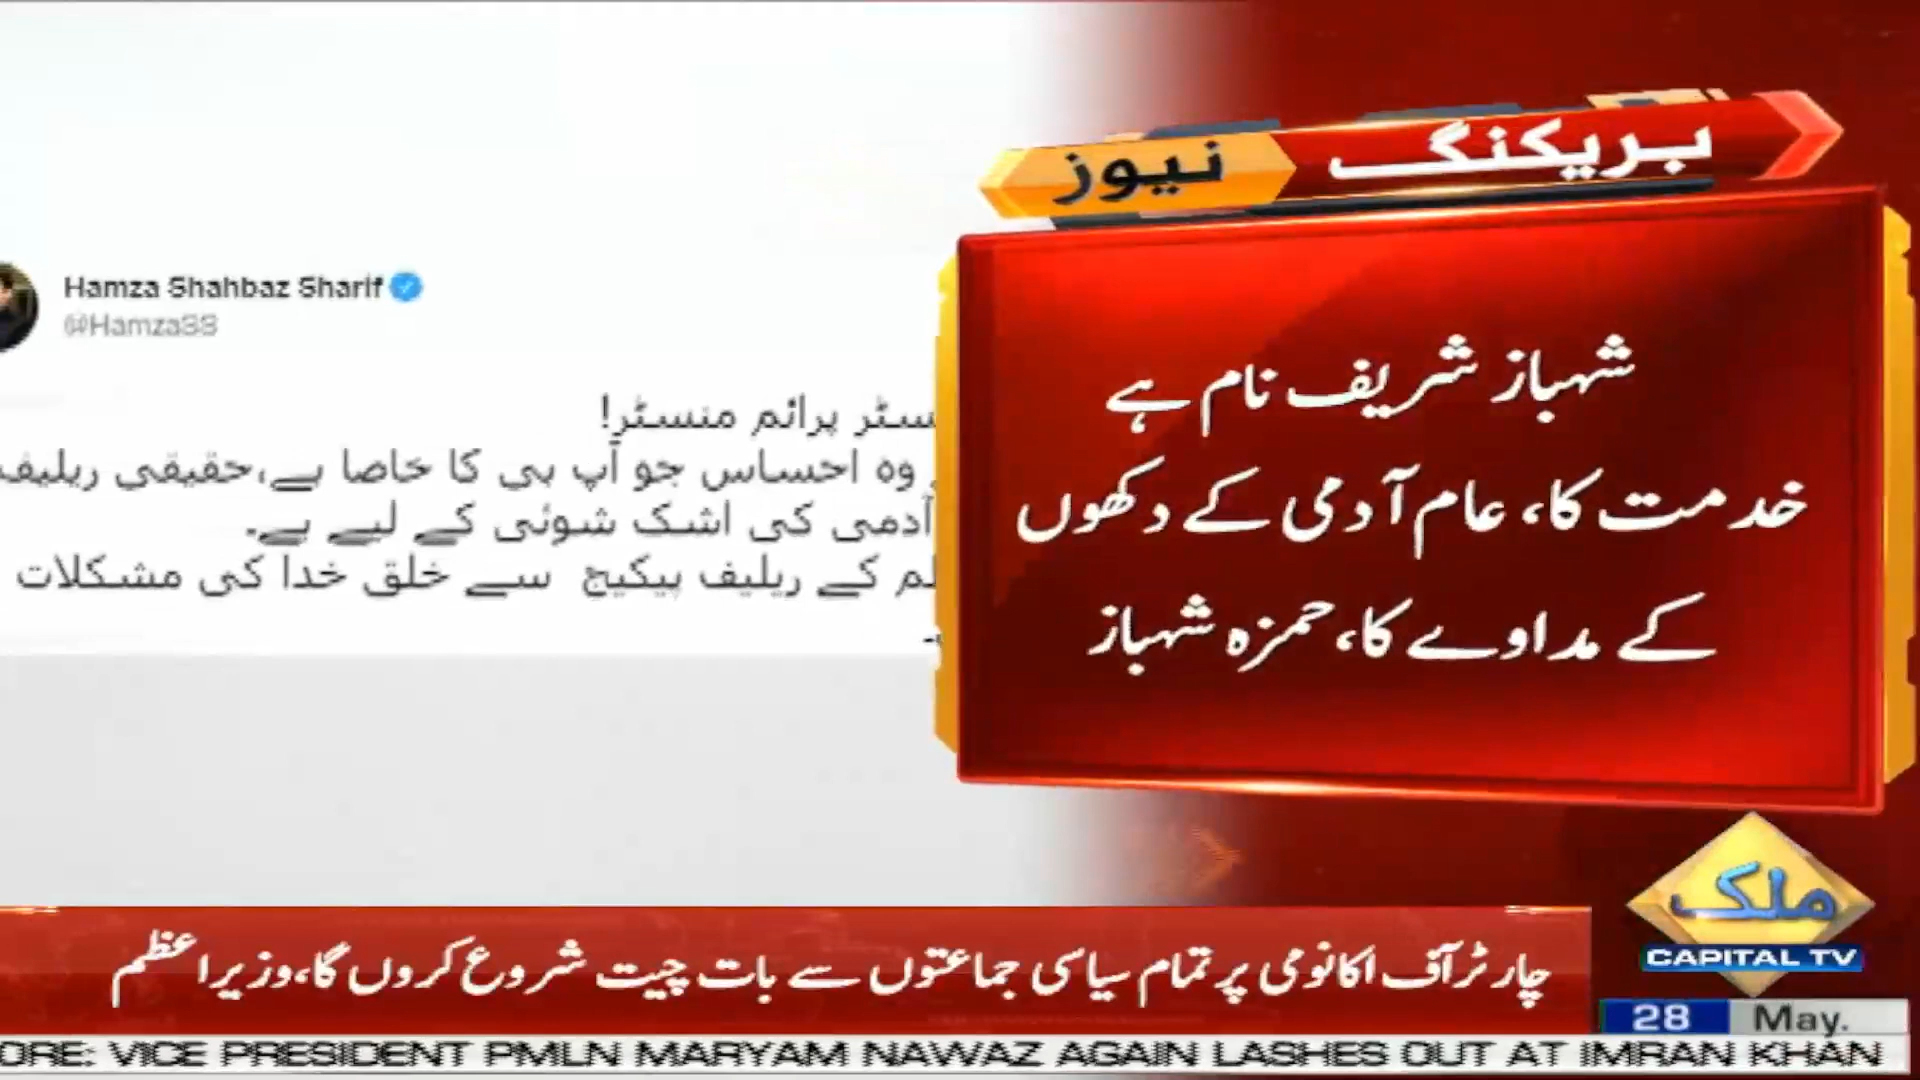 بریکنگ نیوز
Hamza Shahbaz Sharif
@Hamza
پرائم منسٹر!
وہ احساس جو آپ ہی کا خاصا ہے،حقیقی ریلیف
آدمی کی اشک شوئی کے لیے ہے۔
کے ریلیف پیکیج سے خلق خدا کی مشکلات
شہباز شریف نام ہے
خدمت کا، عام آدمی کے دکھوں
کے مداوے کا، حمزہ شہباز
ملک
CAPITAL TV
چارٹر آف اکانومی پر تمام سیاسی جماعتوں سے بات چیت شروع کروں گا،وزیراعظم
28 May.
ORE: VICE PRESIDENT PMLN MARYAM NAWAZ AGAIN LASHES OUT AT IMRAN KHAN